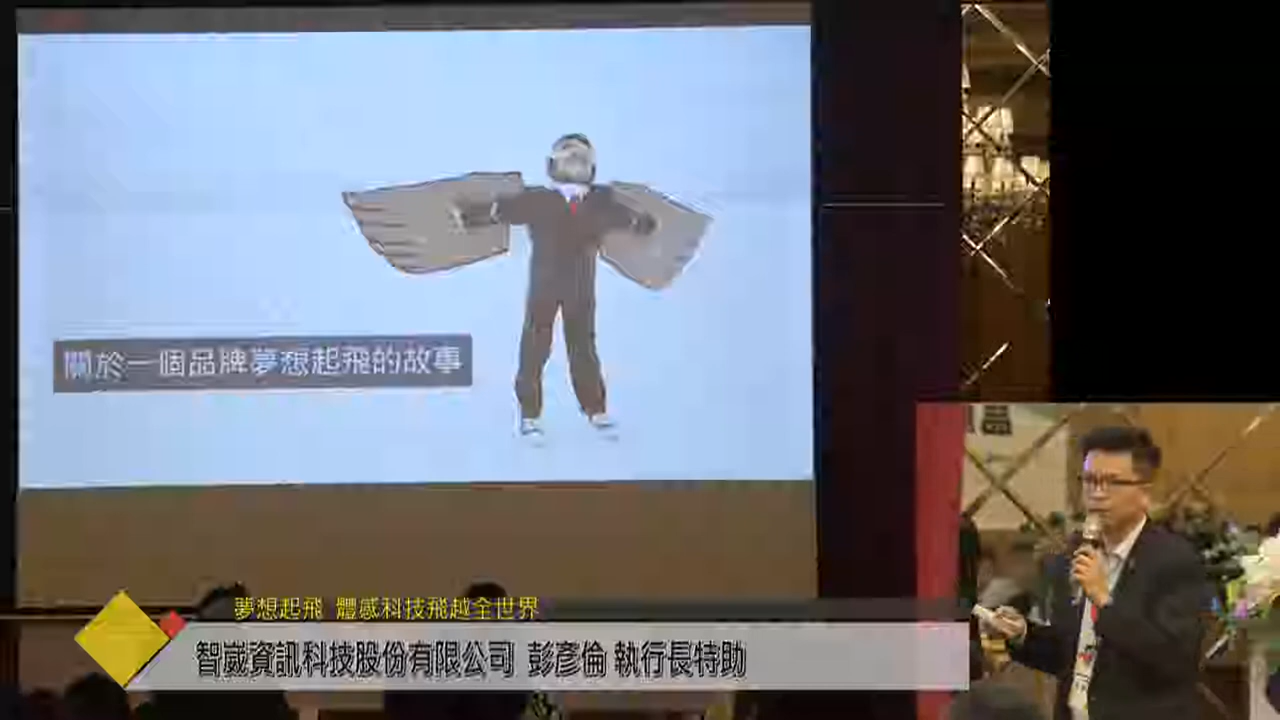 關於一個品牌夢想起飛的故事
夢想起飛 體感科技飛越全世界
智崴資訊科技股份有限公司 彭彥倫 執行長特助